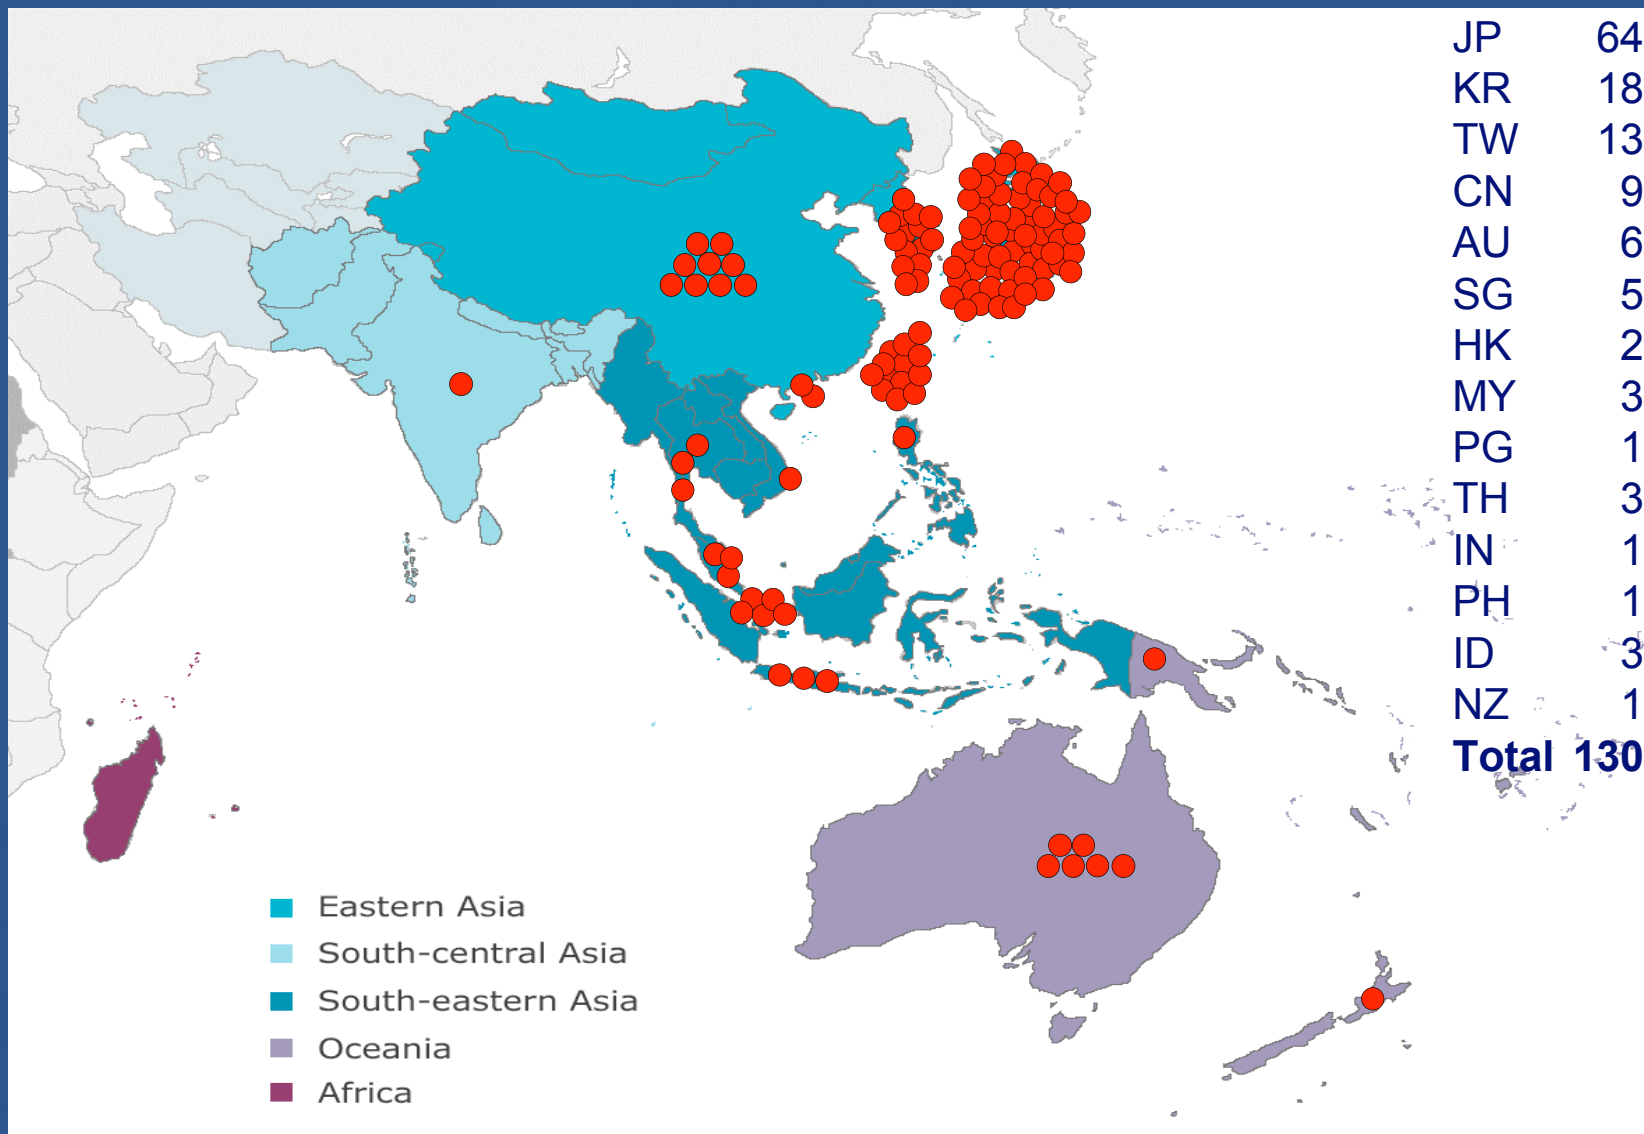 JP 64
KR 18
TW 13
CN 9
AU 6
SG 5
HK 2
MY 3
PG 1
TH 3
IN 1
PH 1
ID 3
NZ 1
Total 130
Eastern Asia
South-central Asia
South-eastern Asia
Oceania
Africa